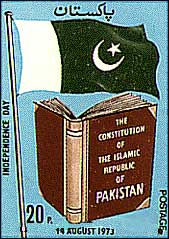 پاکستان
INDEPENDENCE DAY
THE
CONSTITUTION
OF
THE ISLAMIC
REPUBLIC
OF
PAKISTAN
20 P.
POSTAGE
14 AUGUST 1973